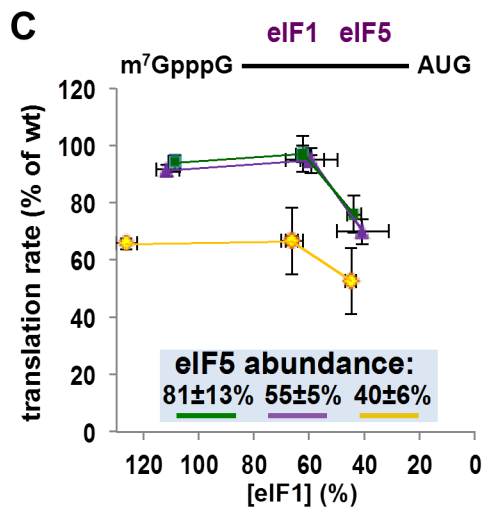 C
eIF1 eIF5
m⁷GpppG AUG
translation rate (% of wt)
120
100
80
60
40
20
0
eIF5 abundance:
81±13% 55±5% 40±6%
120 100 80 60 40 20 0
[eIF1] (%)